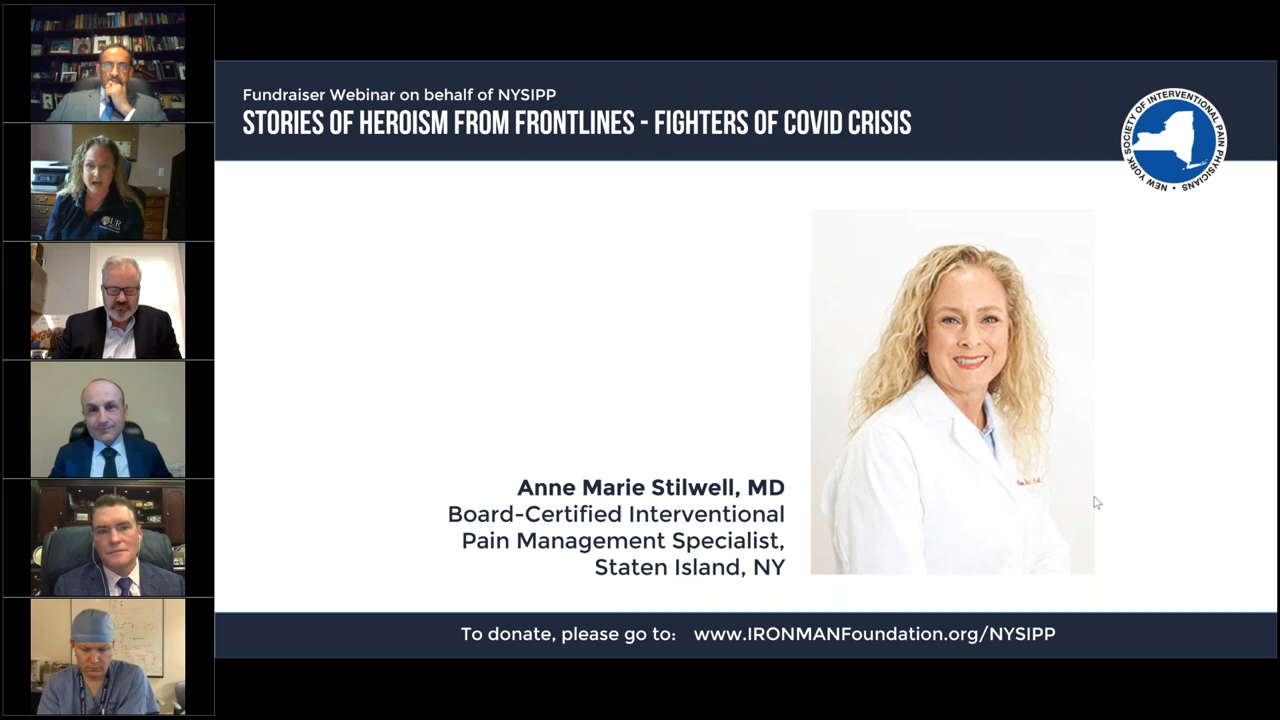 Fundraiser Webinar on behalf of NYSIPP
STORIES OF HEROISM FROM FRONTLINES - FIGHTERS OF COVID CRISIS
NEW YORK SOCIETY OF INTERVENTIONAL PAIN PHYSICIANS •
UR
Anne Marie Stilwell, MD
Board-Certified Interventional
Pain Management Specialist,
Staten Island, NY
To donate, please go to: www.IRONMANFoundation.org/NYSIPP